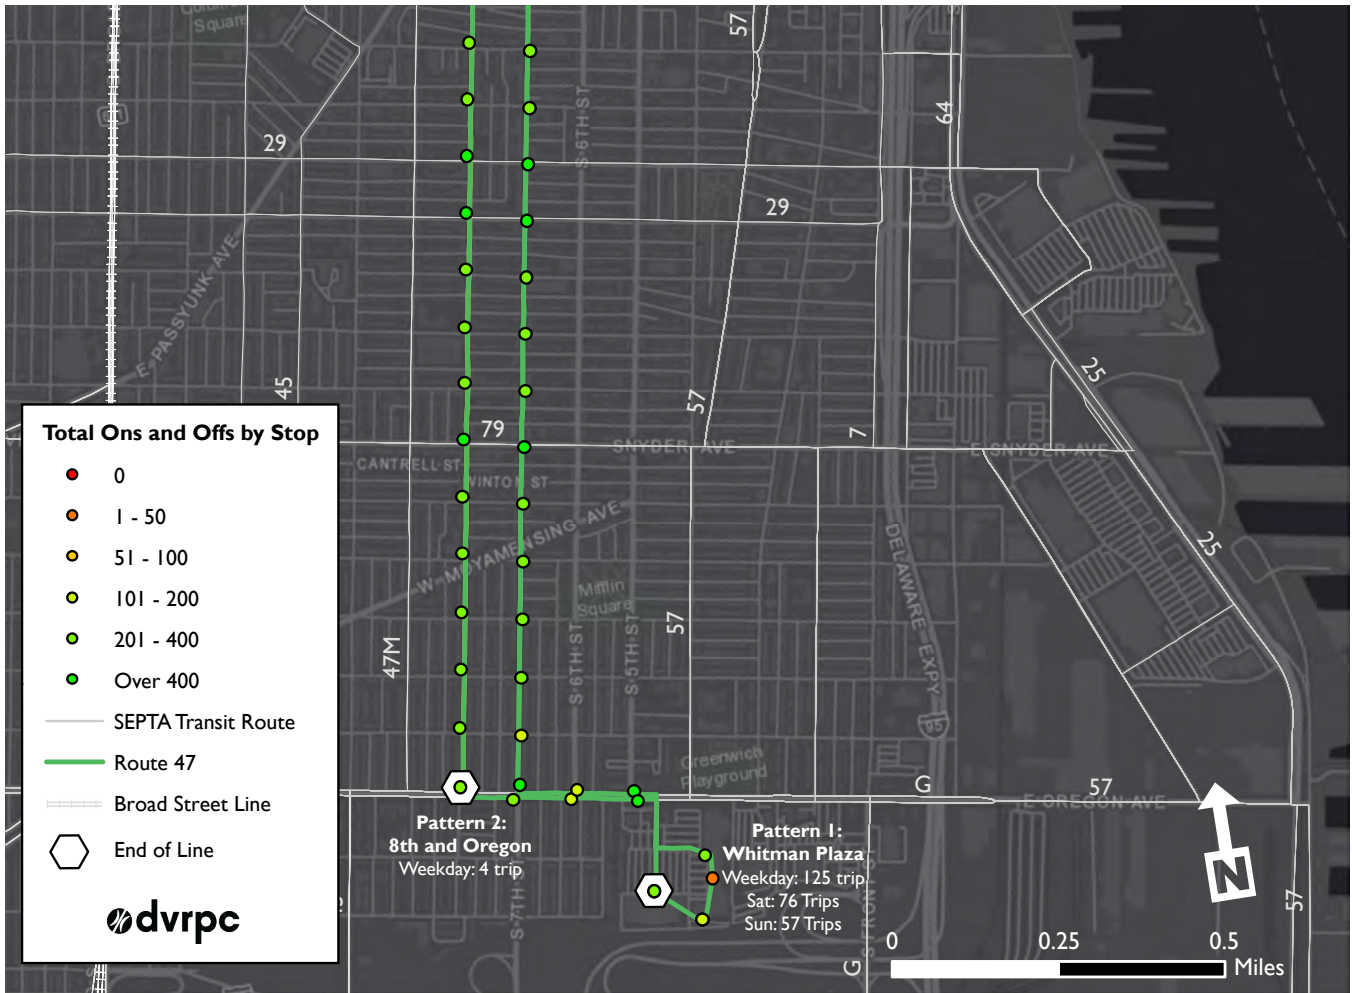 Square
57
S 6TH ST
64
29
29
E PASSYUNK AVE
45
57
25
7
79
SNYDER AVE
E SNYDER AVE
CANTRELL ST
WINTON ST
W MOYAMENSING AVE
25
DELAWARE EXPY
Mifflin
Square
57
47M
S 6TH ST
S 5TH ST
95
Greenwich
Playground
G
57
E OREGON AVE
Total Ons and Offs by Stop
0
1 - 50
51 - 100
101 - 200
201 - 400
Over 400
SEPTA Transit Route
Route 47
Broad Street Line
End of Line
dvrpc
Pattern 2:
8th and Oregon
Weekday: 4 trip
S 7TH ST
Pattern 1:
Whitman Plaza
Weekday: 125 trip
Sat: 76 Trips
Sun: 57 Trips
S FRONT ST
G
N
57
0
0.25
0.5
Miles